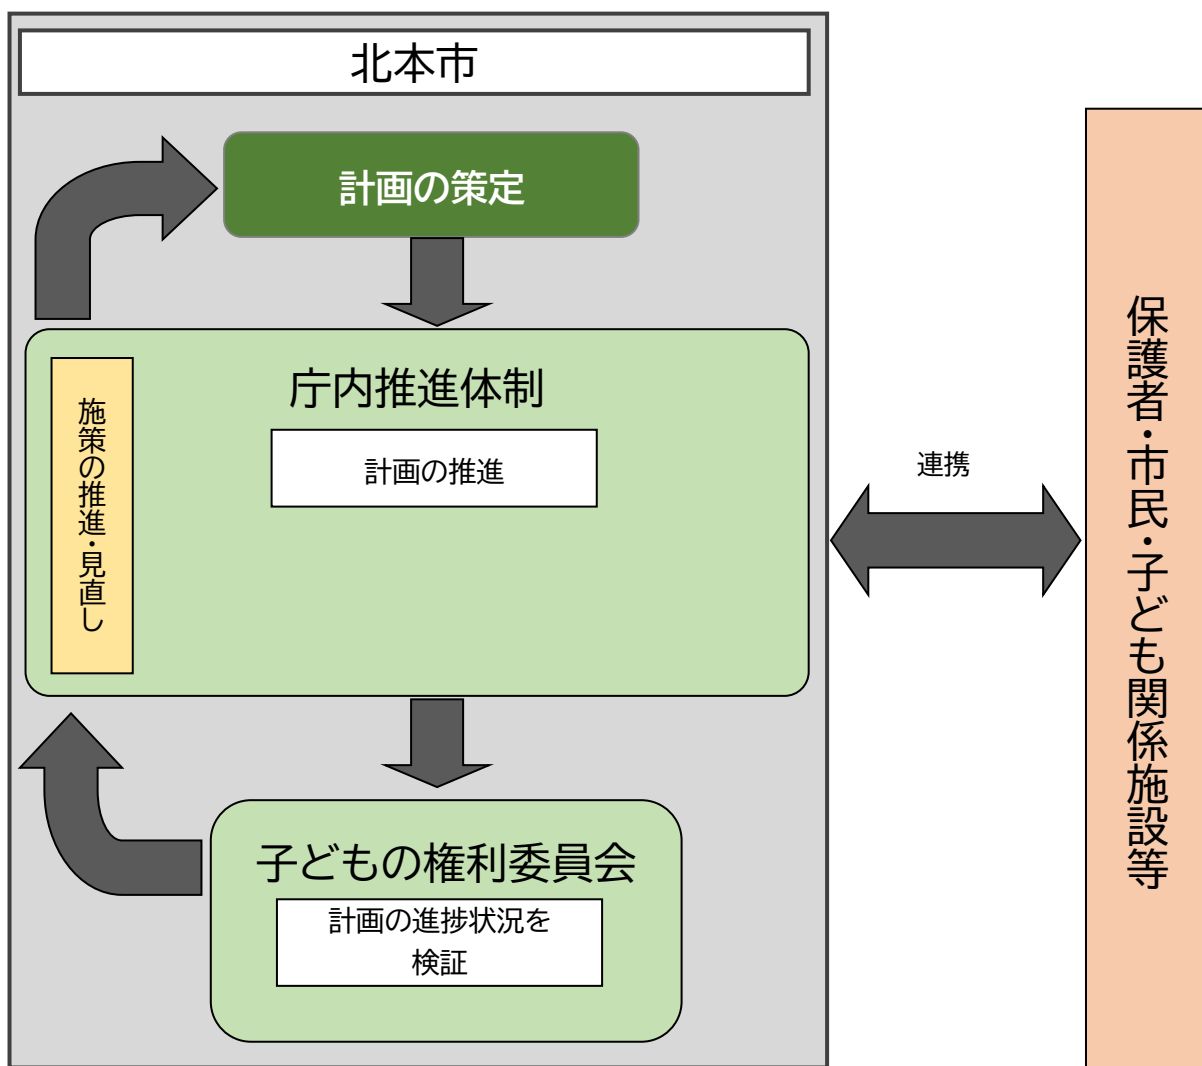 北本市
計画の策定
庁内推進体制
計画の推進
施策の推進・見直し
子どもの権利委員会
計画の進捗状況を
検証
連携
保護者・市民・子ども関係施設等